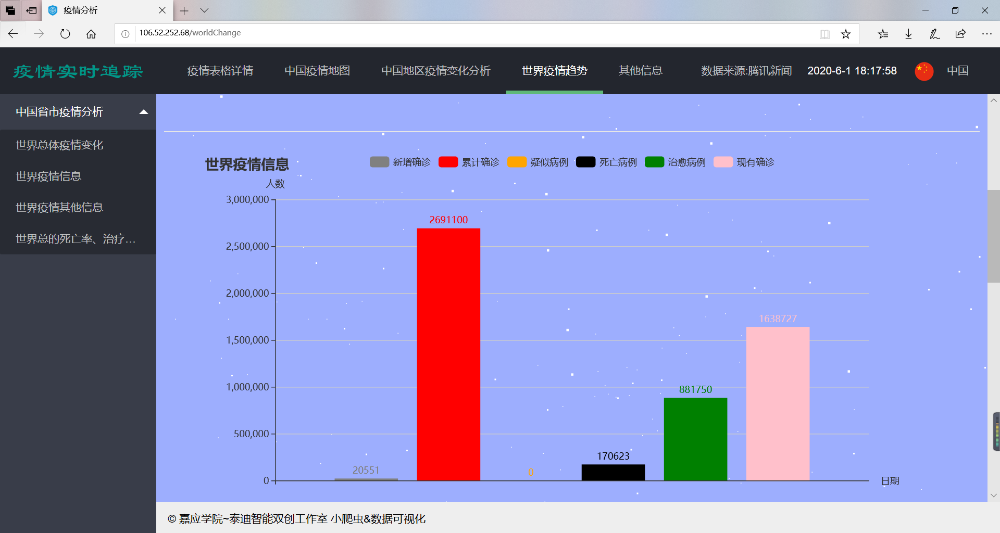 疫情分析
106.52.252.68/worldChange
疫情实时追踪
疫情表格详情
中国疫情地图
中国地区疫情变化分析
世界疫情趋势
其他信息
数据来源:腾讯新闻
2020-6-1 18:17:58
中国
中国省市疫情分析
世界总体疫情变化
世界疫情信息
世界疫情其他信息
世界总的死亡率、治疗...
世界疫情信息
新增确诊
累计确诊
疑似病例
死亡病例
治愈病例
现有确诊
人数
3,000,000
2,500,000
2,000,000
1,500,000
1,000,000
500,000
0
20551
2691100
0
170623
881750
1638727
日期
© 嘉应学院~泰迪智能双创工作室 小爬虫&数据可视化